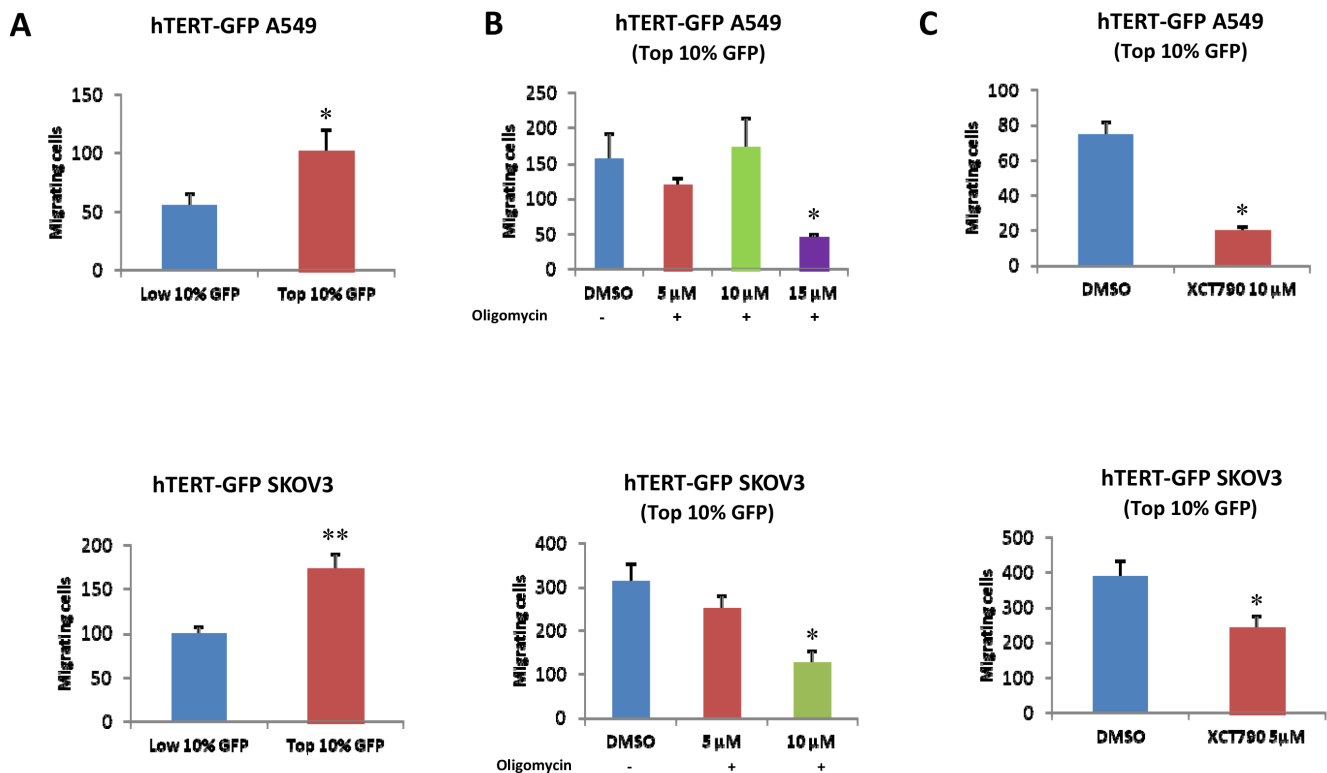 A
hTERT-GFP A549
Migrating cells
150
100
50
0
*
Low 10% GFP
Top 10% GFP
B
hTERT-GFP A549
(Top 10% GFP)
Migrating cells
250
200
150
100
50
0
*
DMSO
5 μM
10 μM
15 μM
Oligomycin
-
+
+
+
C
hTERT-GFP A549
(Top 10% GFP)
Migrating cells
100
80
60
40
20
0
*
DMSO
XCT790 10 μM
hTERT-GFP SKOV3
Migrating cells
200
150
100
50
0
**
Low 10% GFP
Top 10% GFP
hTERT-GFP SKOV3
(Top 10% GFP)
Migrating cells
400
300
200
100
0
*
DMSO
5 μM
10 μM
Oligomycin
-
+
+
hTERT-GFP SKOV3
(Top 10% GFP)
Migrating cells
500
400
300
200
100
0
*
DMSO
XCT790 5μM